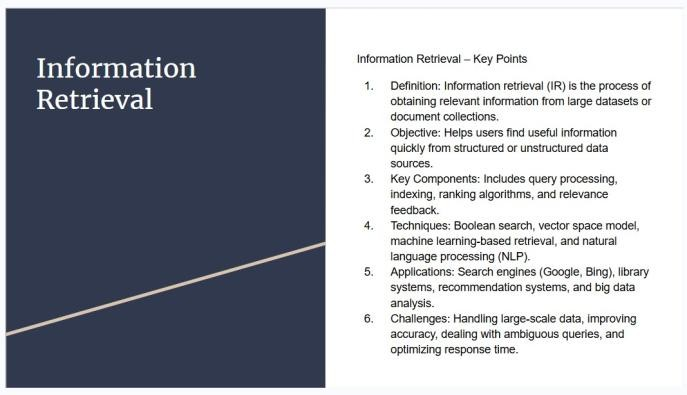 Information
Retrieval
Information Retrieval – Key Points
1. Definition: Information retrieval (IR) is the process of
obtaining relevant information from large datasets or
document collections.
2. Objective: Helps users find useful information
quickly from structured or unstructured data
sources.
3. Key Components: Includes query processing,
indexing, ranking algorithms, and relevance
feedback.
4. Techniques: Boolean search, vector space model,
machine learning-based retrieval, and natural
language processing (NLP).
5. Applications: Search engines (Google, Bing), library
systems, recommendation systems, and big data
analysis.
6. Challenges: Handling large-scale data, improving
accuracy, dealing with ambiguous queries, and
optimizing response time.